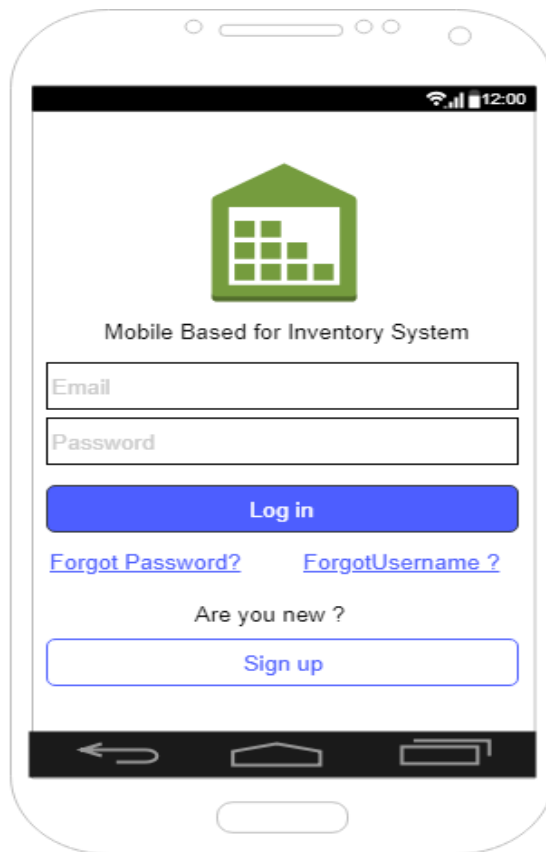 12:00
Mobile Based for Inventory System
Email
Password
Log in
Forgot Password? ForgotUsername ?
Are you new ?
Sign up